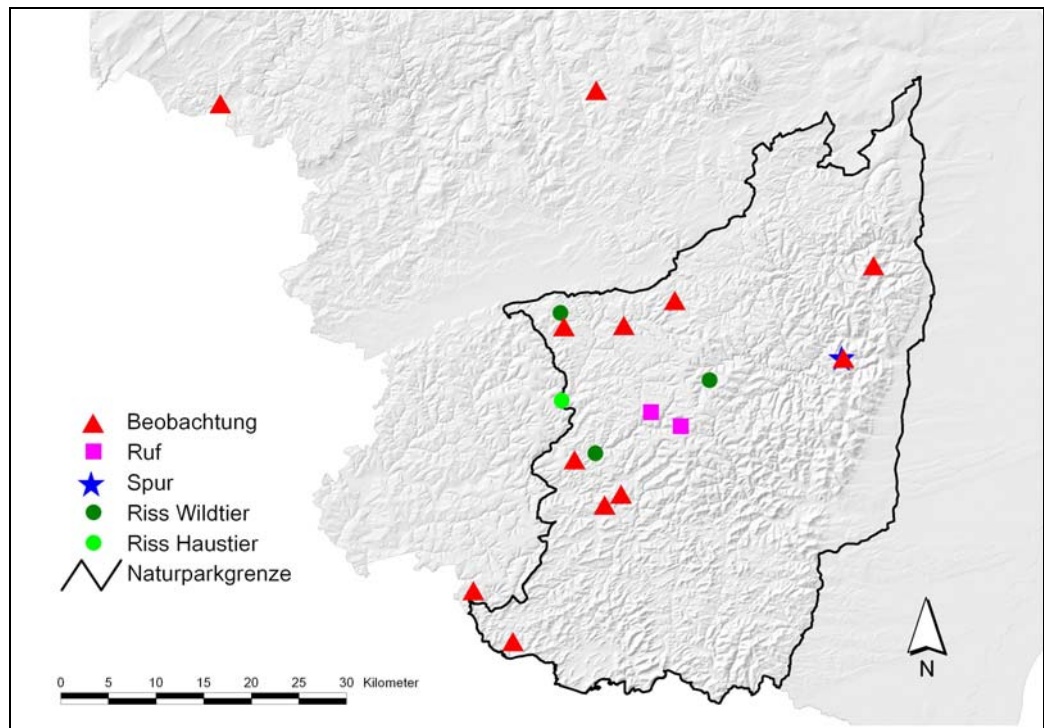 Beobachtung
Ruf
Spur
Riss Wildtier
Riss Haustier
Naturparkgrenze
0 5 10 15 20 25 30 Kilometer
N